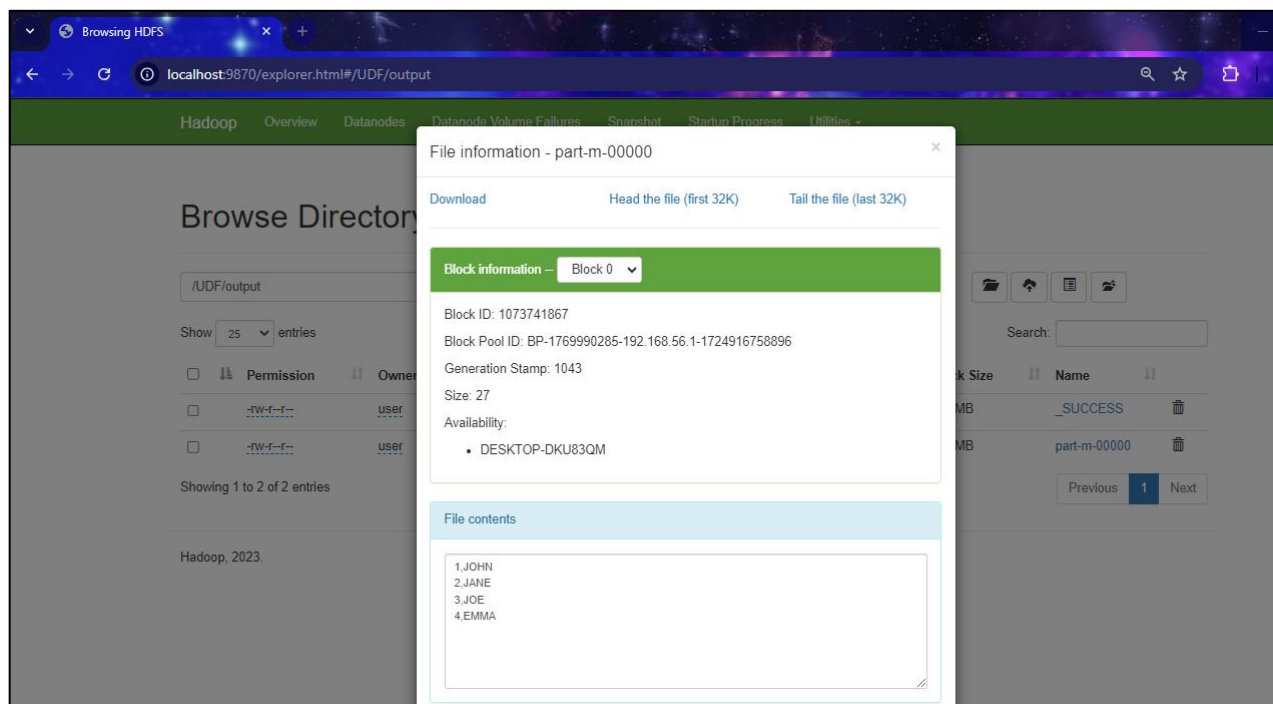 Browsing HDFS
localhost:9870/explorer.html#/UDF/output
Hadoop Overview Datanodes Datanode Volume Failures Snapshot Startup Progress Utilities
File information - part-m-00000 ×
Download Head the file (first 32K) Tail the file (last 32K)
Browse Directory
Block information -- Block 0
/UDF/output
Block ID: 1073741867
Show 25 entries Search:
Block Pool ID: BP-1769990285-192.168.56.1-1724916758896
Generation Stamp: 1043
Permission Owner k Size Name
Size: 27
-rw-r--r-- user MB _SUCCESS
Availability:
DESKTOP-DKU83QM
-rw-r--r-- user MB part-m-00000
Showing 1 to 2 of 2 entries Previous 1 Next
File contents
Hadoop, 2023.
1,JOHN
2,JANE
3,JOE
4,EMMA